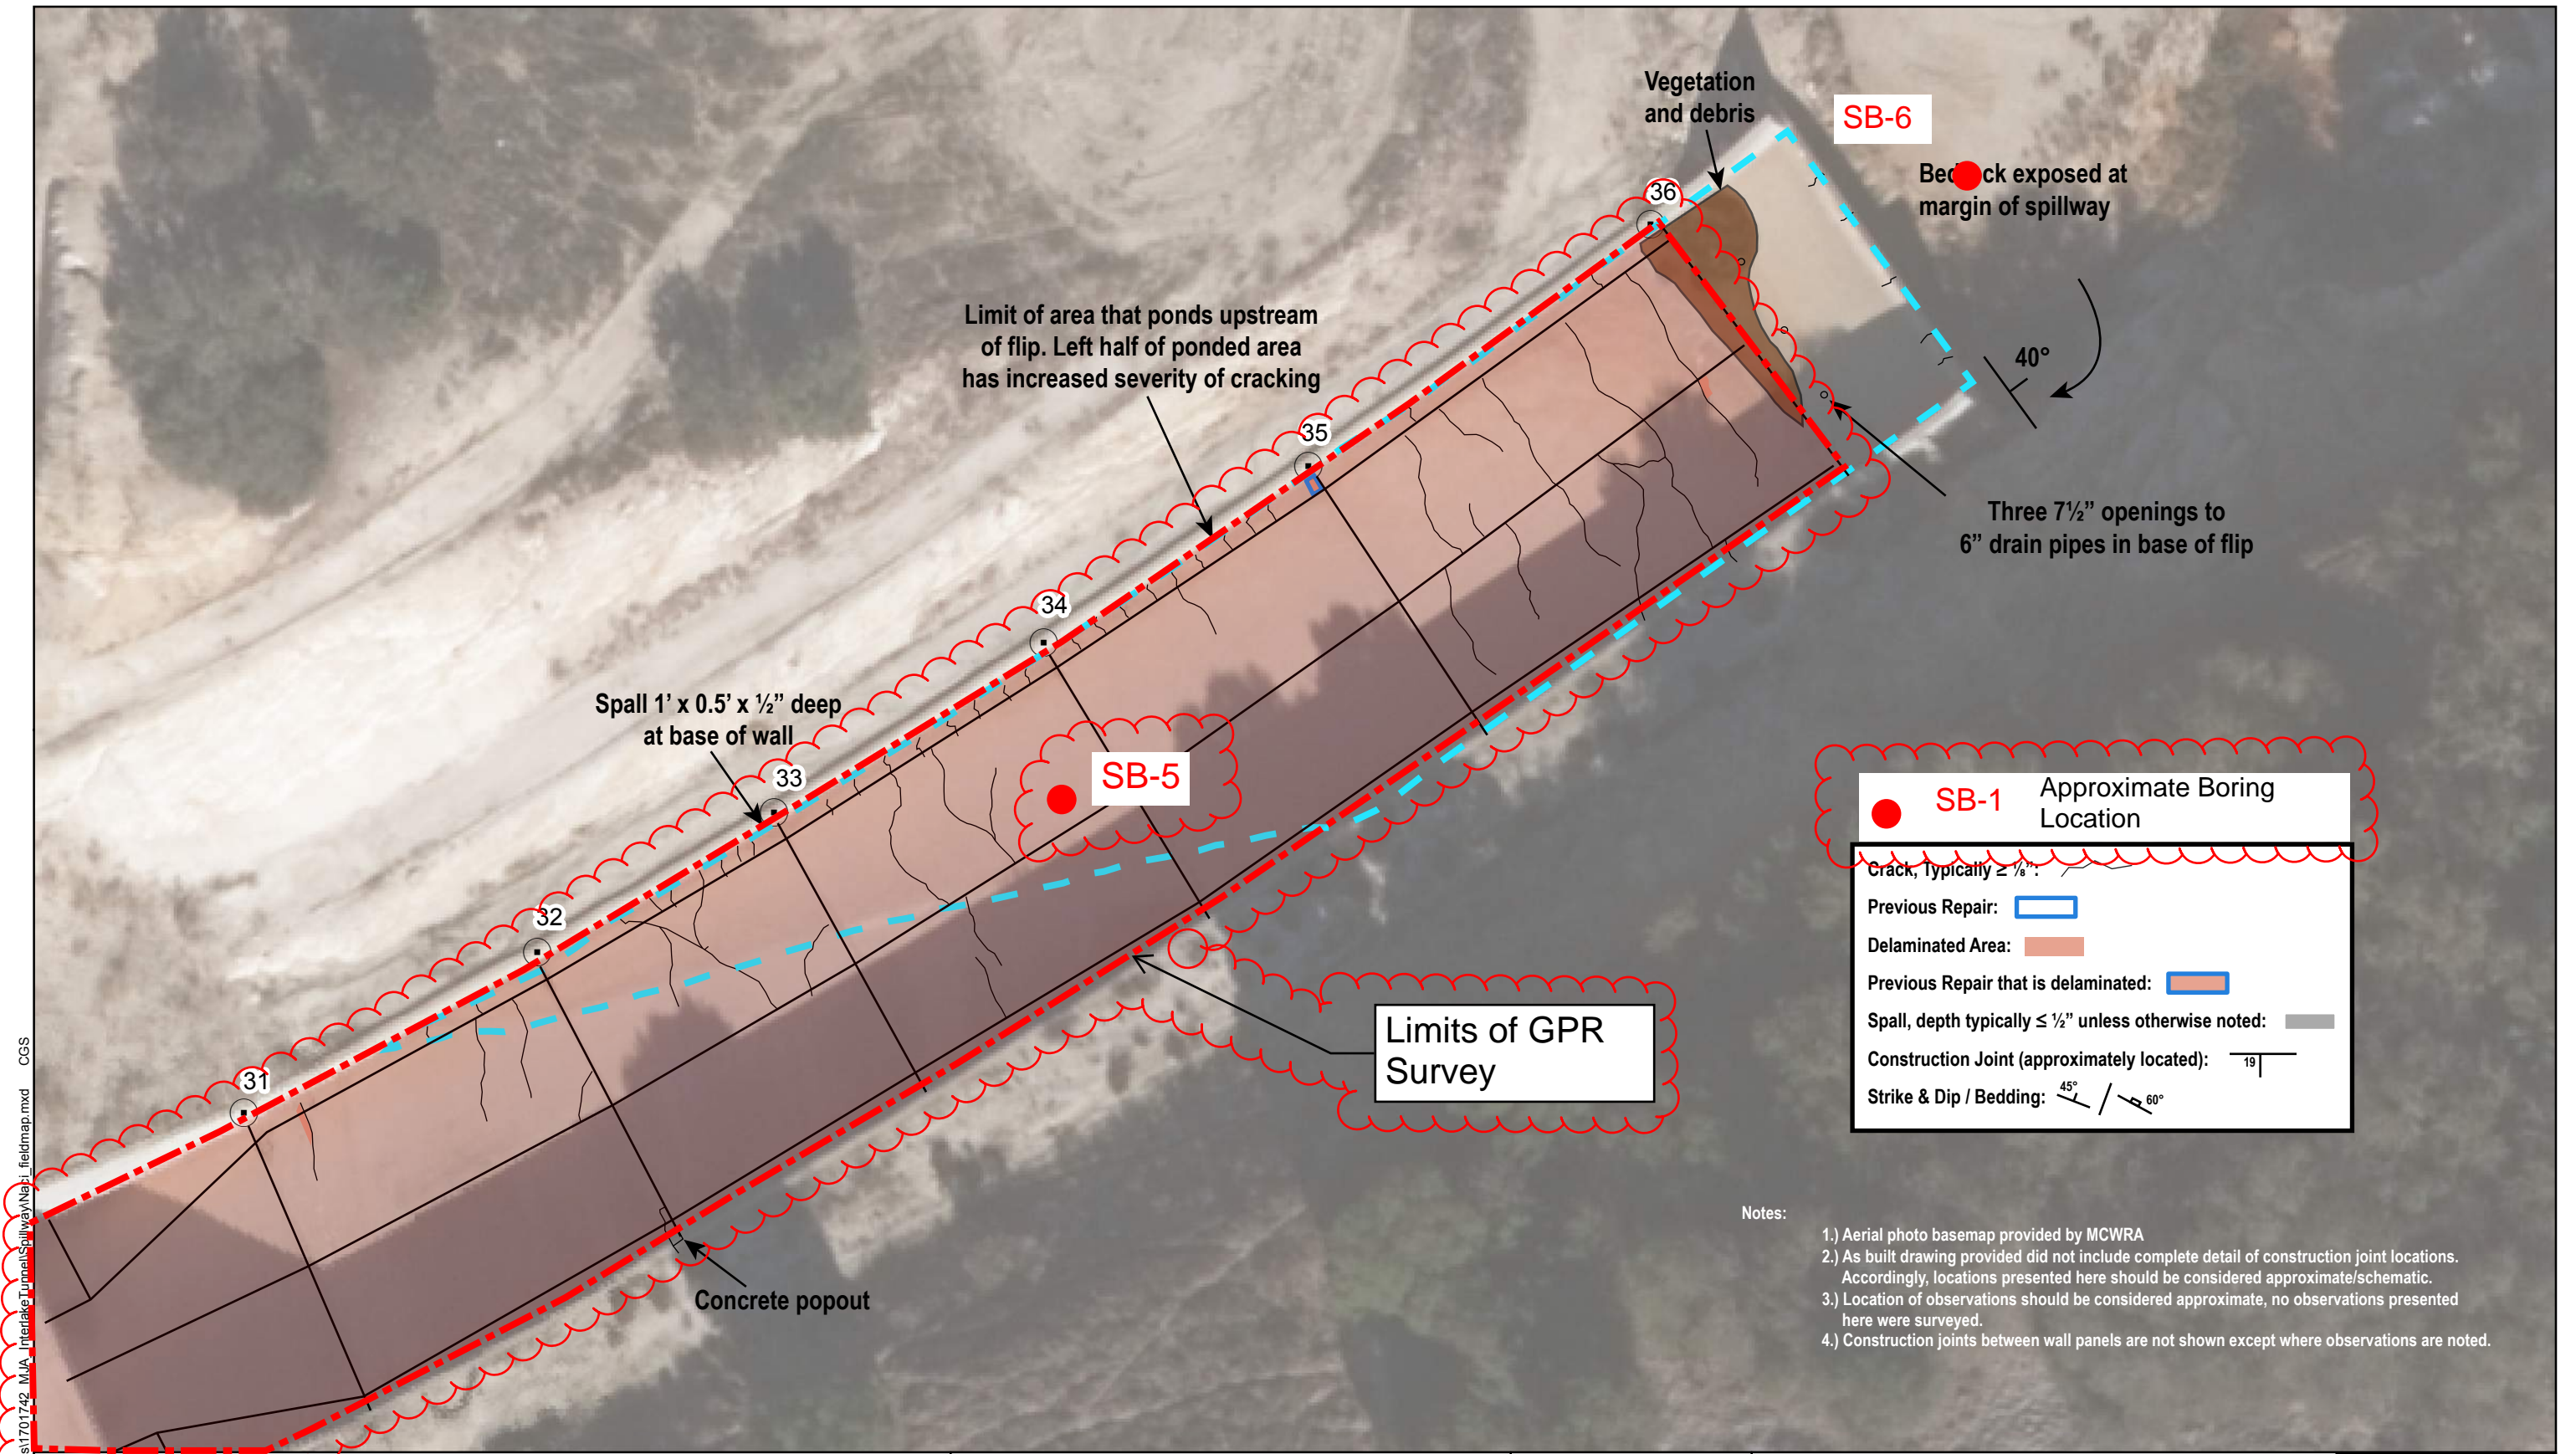 Vegetation
and debris
SB-6
Bed ck exposed at
margin of spillway
36
40°
Limit of area that ponds upstream
of flip. Left half of ponded area
has increased severity of cracking
35
Three 7½” openings to
6” drain pipes in base of flip
34
Spall 1’ x 0.5’ x ½” deep
at base of wall
33
SB-5
32
31
Limits of GPR
Survey
Concrete popout
SB-1 Approximate Boring
Location
Crack, Typically ≥ ⅛”:
Previous Repair:
Delaminated Area:
Previous Repair that is delaminated:
Spall, depth typically ≤ ½” unless otherwise noted:
Construction Joint (approximately located): 19
Strike & Dip / Bedding: 45° / 60°
Notes:
1.) Aerial photo basemap provided by MCWRA
2.) As built drawing provided did not include complete detail of construction joint locations.
Accordingly, locations presented here should be considered approximate/schematic.
3.) Location of observations should be considered approximate, no observations presented
here were surveyed.
4.) Construction joints between wall panels are not shown except where observations are noted.
s\1701742_MJA_InterlakeTunnel\Spillway\Naci_fieldmap.mxd CGS